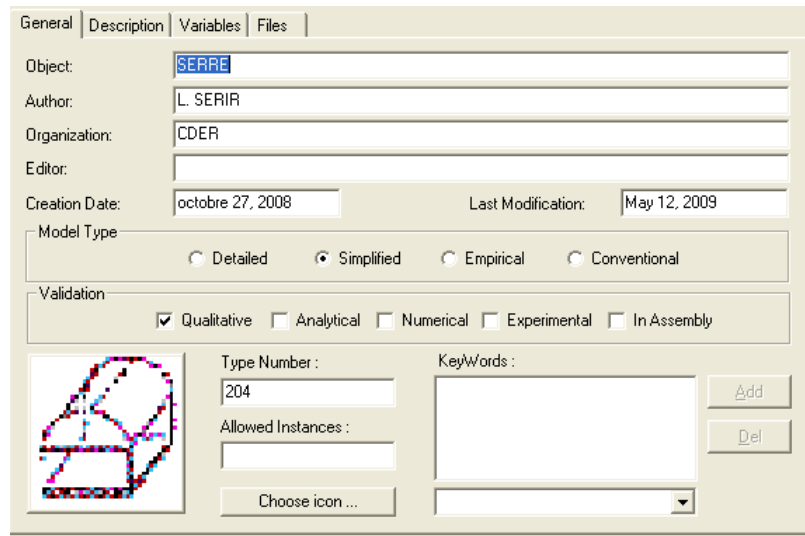 General Description Variables Files
Object: SERRE
Author: L. SERIR
Organization: CDER
Editor:
Creation Date: octobre 27, 2008 Last Modification: May 12, 2009
Model Type
Detailed Simplified Empirical Conventional
Validation
Qualitative Analytical Numerical Experimental In Assembly
Type Number : KeyWords :
204 Add
Allowed Instances : Del
Choose icon ...